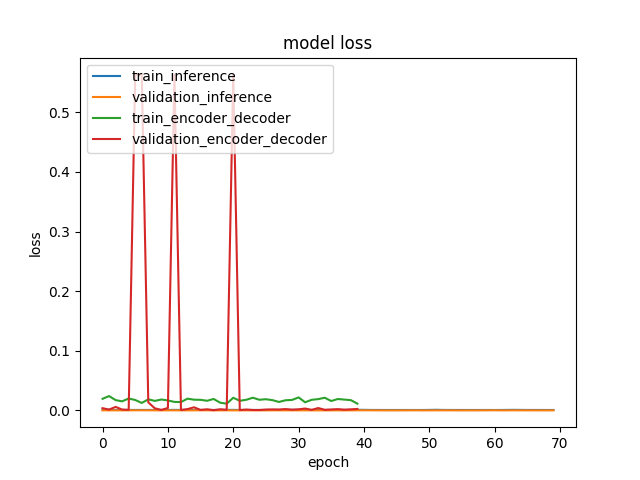 model loss
train_inference
validation_inference
train_encoder_decoder
validation_encoder_decoder
loss
0.5
0.4
0.3
0.2
0.1
0.0
0 10 20 30 40 50 60 70
epoch